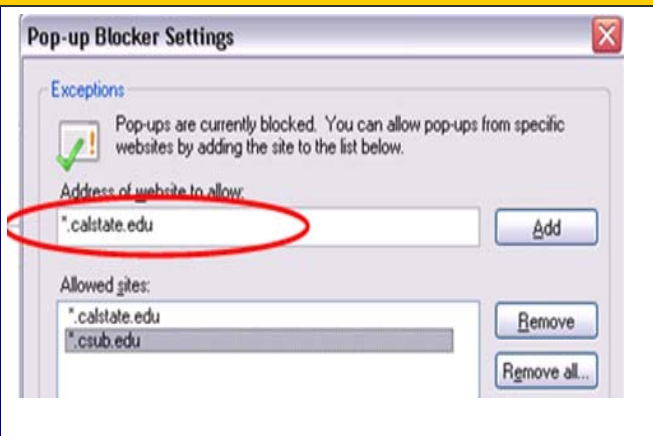 Pop-up Blocker Settings
Exceptions
Pop-ups are currently blocked. You can allow pop-ups from specific
websites by adding the site to the list below.
Address of website to allow:
*.calstate.edu
Add
Allowed sites:
*.calstate.edu
*.csub.edu
Remove
Remove all...